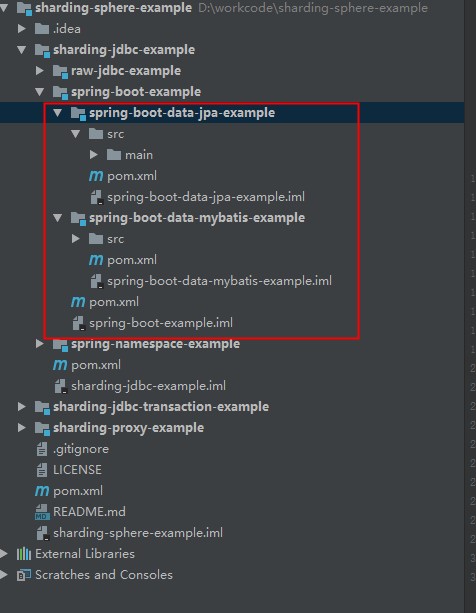 sharding-sphere-example D:\workcode\sharding-sphere-example
.idea
sharding-jdbc-example
raw-jdbc-example
spring-boot-example
spring-boot-data-jpa-example
src
main
pom.xml
spring-boot-data-jpa-example.iml
spring-boot-data-mybatis-example
src
pom.xml
spring-boot-data-mybatis-example.iml
pom.xml
spring-boot-example.iml
spring-namespace-example
pom.xml
sharding-jdbc-example.iml
sharding-jdbc-transaction-example
sharding-proxy-example
.gitignore
LICENSE
pom.xml
README.md
sharding-sphere-example.iml
External Libraries
Scratches and Consoles